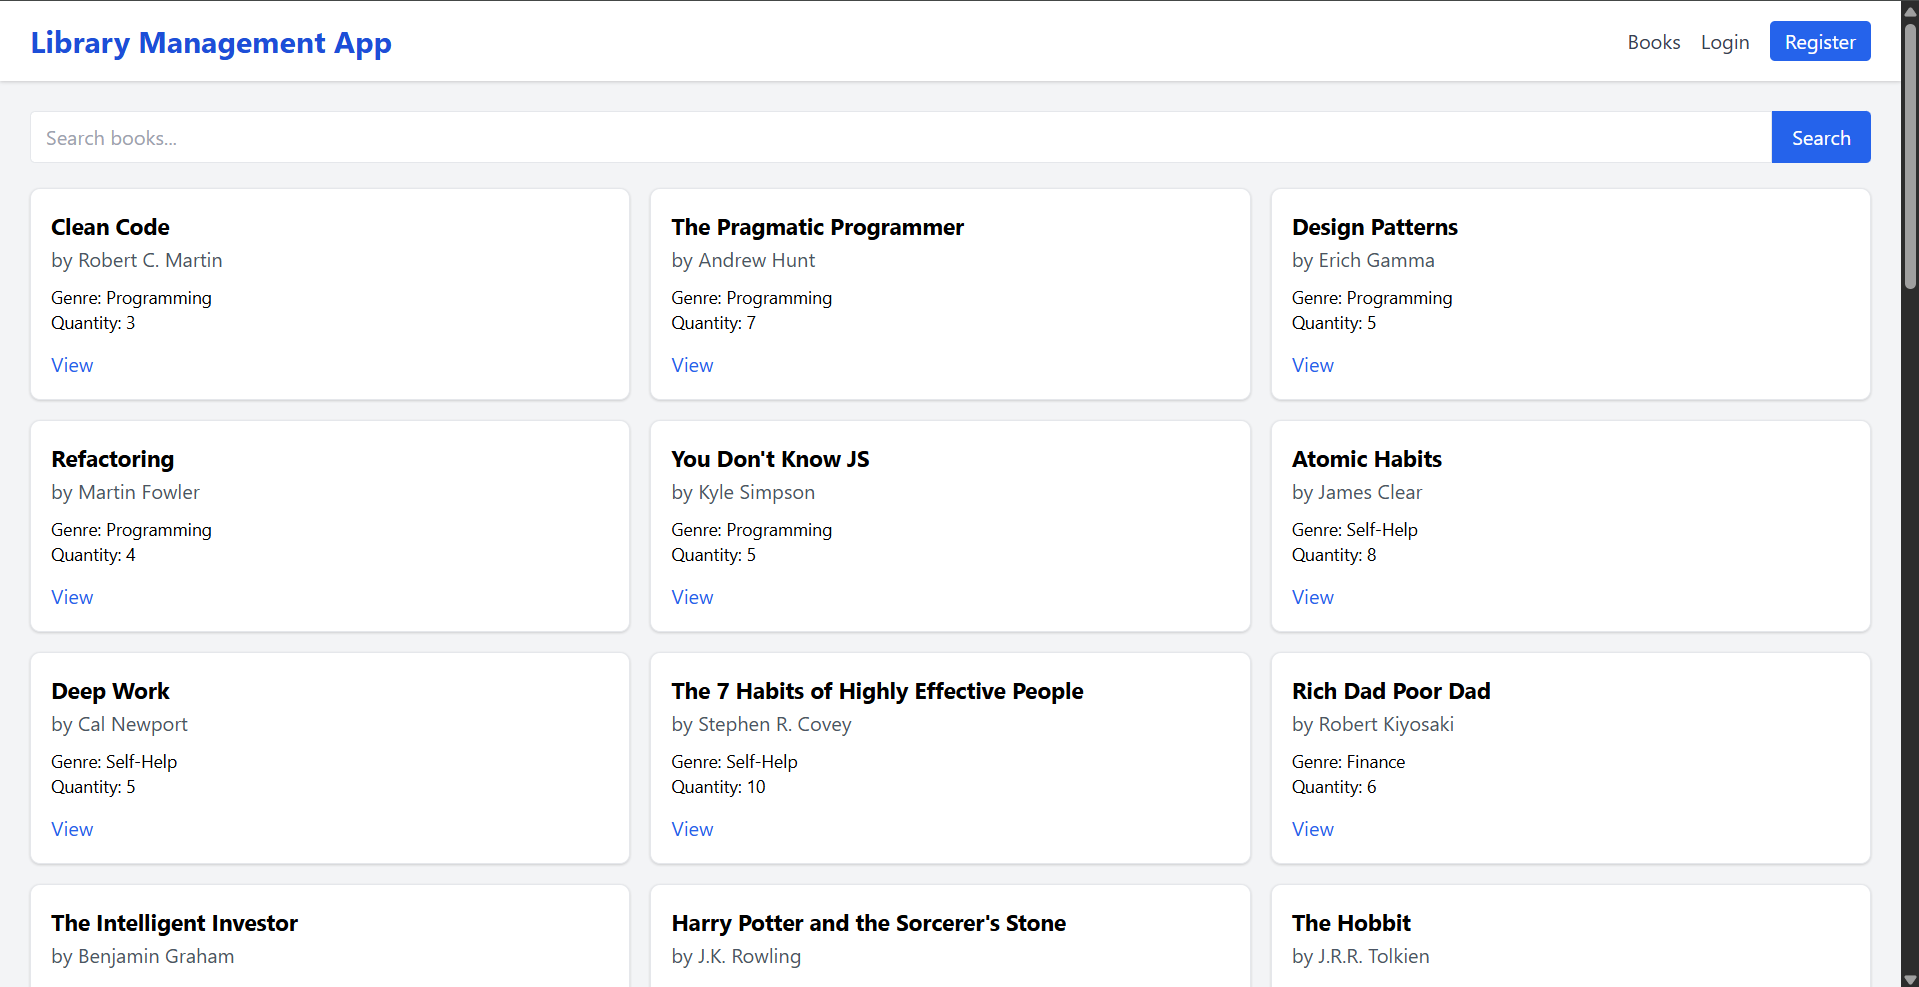 Library Management App
Books Login Register
Search books...
Search
Clean Code
by Robert C. Martin
Genre: Programming
Quantity: 3
View
The Pragmatic Programmer
by Andrew Hunt
Genre: Programming
Quantity: 7
View
Design Patterns
by Erich Gamma
Genre: Programming
Quantity: 5
View
Refactoring
by Martin Fowler
Genre: Programming
Quantity: 4
View
You Don't Know JS
by Kyle Simpson
Genre: Programming
Quantity: 5
View
Atomic Habits
by James Clear
Genre: Self-Help
Quantity: 8
View
Deep Work
by Cal Newport
Genre: Self-Help
Quantity: 5
View
The 7 Habits of Highly Effective People
by Stephen R. Covey
Genre: Self-Help
Quantity: 10
View
Rich Dad Poor Dad
by Robert Kiyosaki
Genre: Finance
Quantity: 6
View
The Intelligent Investor
by Benjamin Graham
Harry Potter and the Sorcerer's Stone
by J.K. Rowling
The Hobbit
by J.R.R. Tolkien